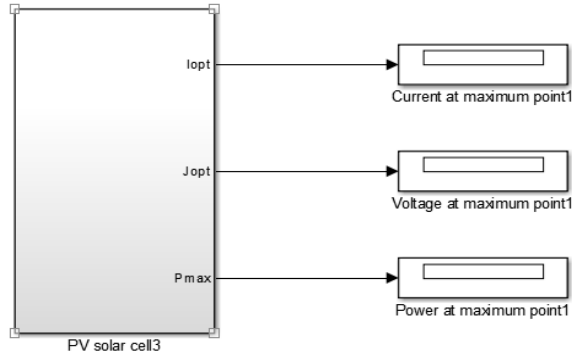 Iopt
Current at maximum point1
Jopt
Voltage at maximum point1
Pmax
Power at maximum point1
PV solar cell3